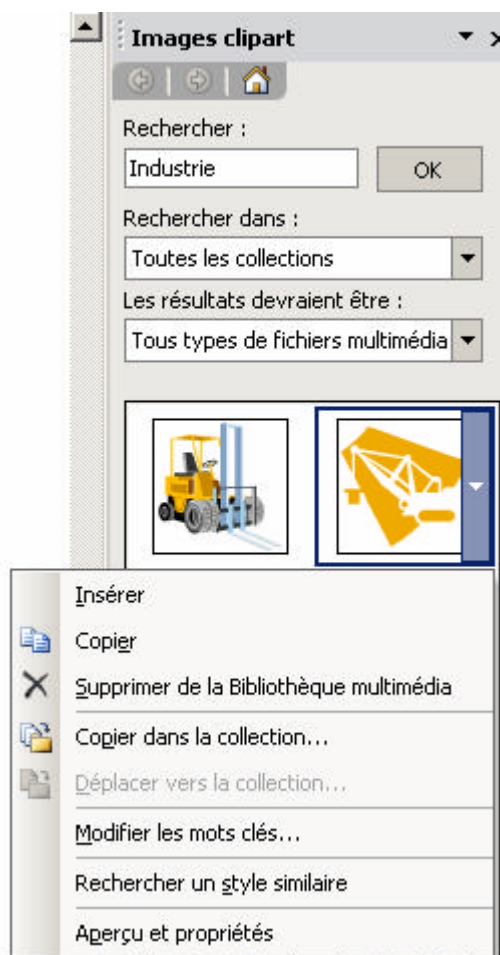 Images clipart
Rechercher :
Industrie
OK
Rechercher dans :
Toutes les collections
Les résultats devraient être :
Tous types de fichiers multimédia
Insérer
Copier
Supprimer de la Bibliothèque multimédia
Copier dans la collection...
Déplacer vers la collection...
Modifier les mots clés...
Rechercher un style similaire
Aperçu et propriétés